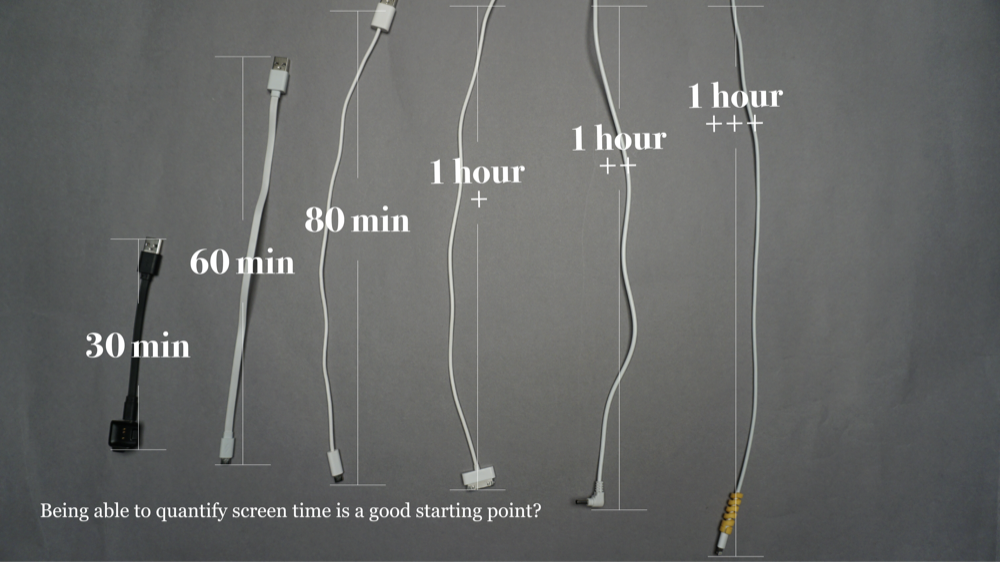 30 min
60 min
80 min
1 hour
+
1 hour
++
1 hour
+++
Being able to quantify screen time is a good starting point?